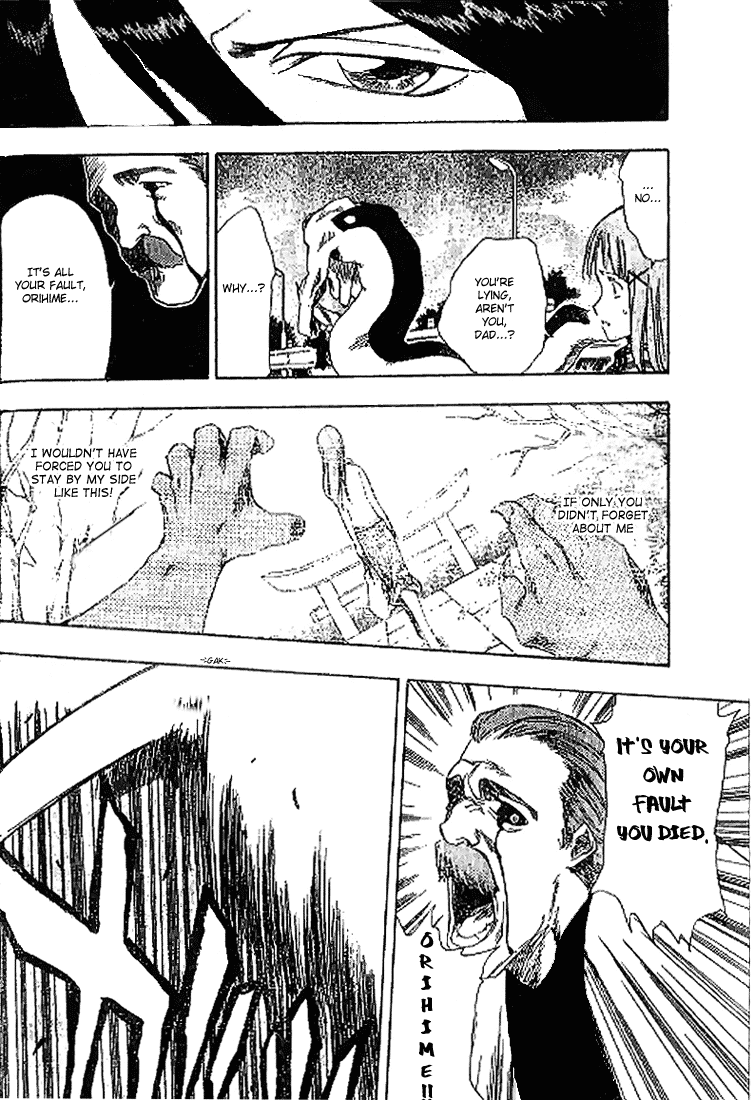 ...
NO...
YOU'RE
LYING,
AREN'T
YOU,
DAD...?
WHY...?
IT'S ALL
YOUR FAULT,
ORIHIME...
IF ONLY YOU
DIDN'T FORGET
ABOUT ME
I WOULDN'T HAVE
FORCED YOU TO
STAY BY MY SIDE
LIKE THIS!
IT'S YOUR
OWN
FAULT
YOU DIED,
ORIHIME!!
-GAK-